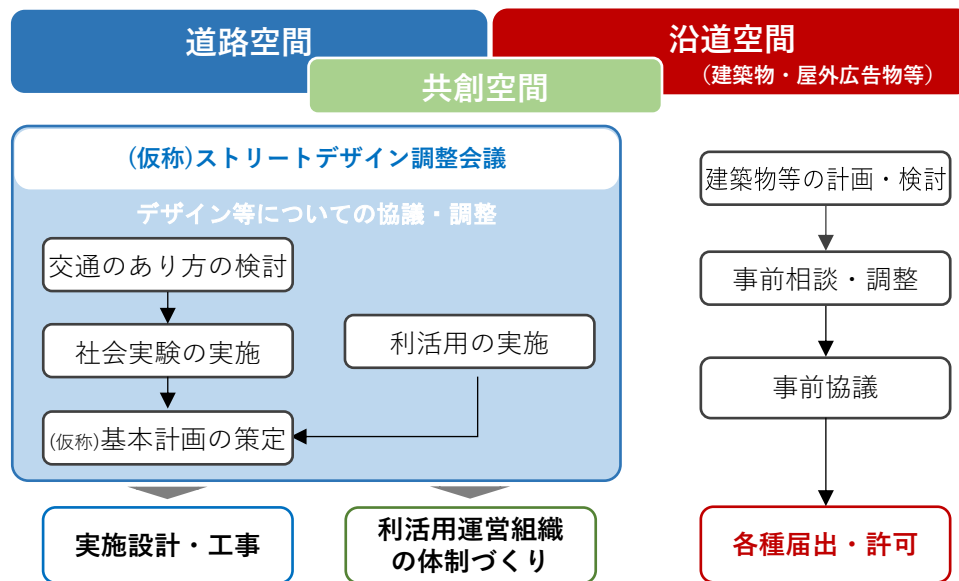 道路空間
沿道空間
(建築物・屋外広告物等)
共創空間
(仮称)ストリートデザイン調整会議
デザイン等についての協議・調整
交通のあり方の検討
社会実験の実施
利活用の実施
(仮称)基本計画の策定
実施設計・工事
利活用運営組織
の体制づくり
建築物等の計画・検討
事前相談・調整
事前協議
各種届出・許可